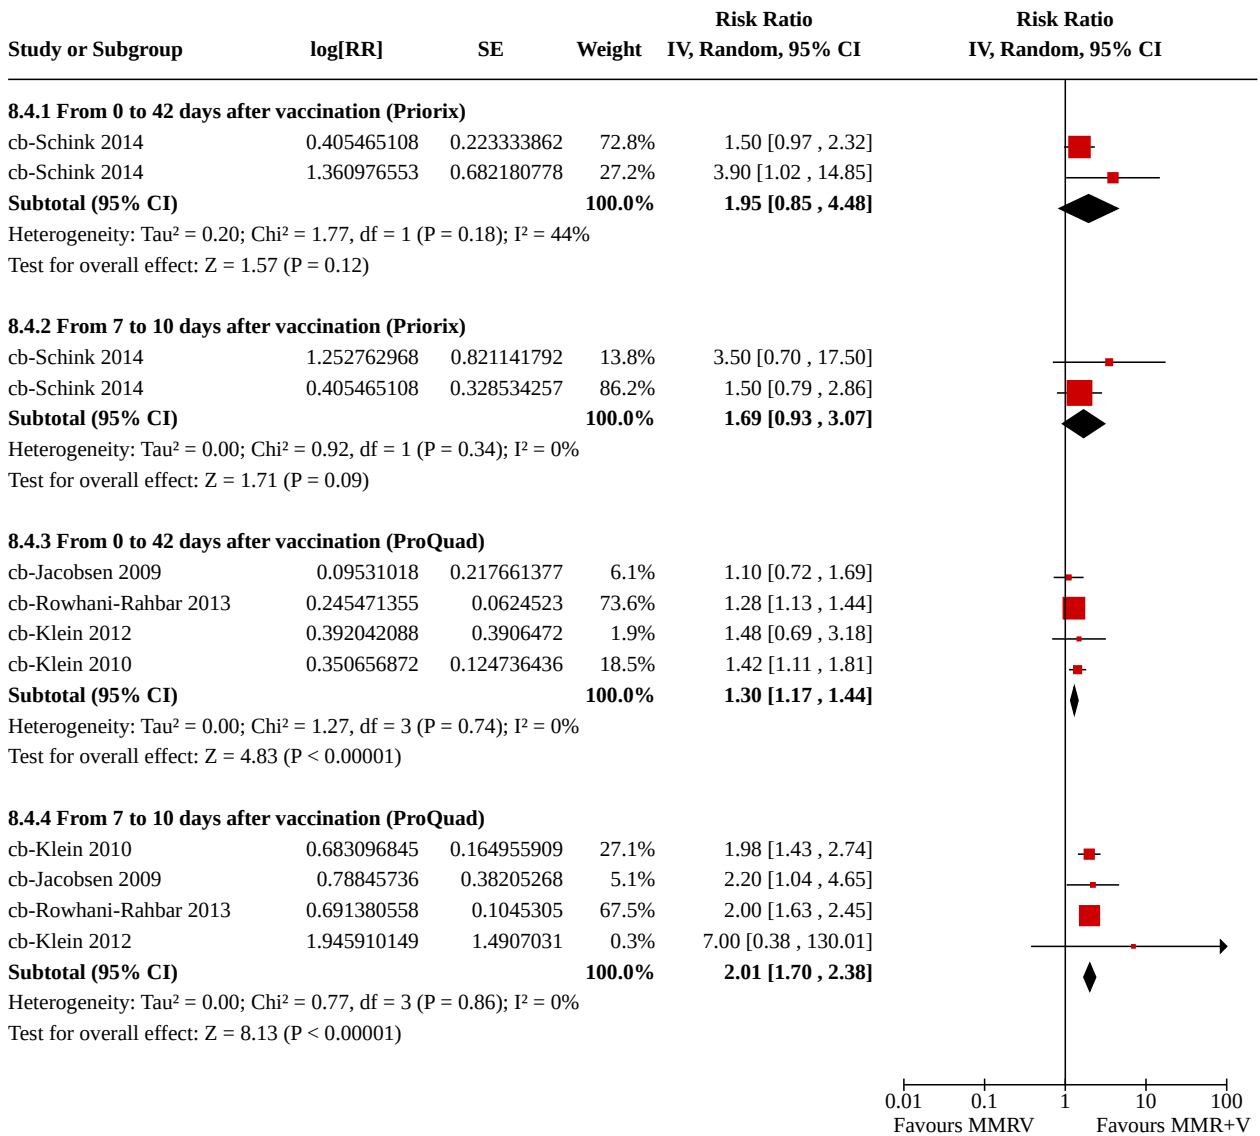 Risk Ratio Risk Ratio
Study or Subgroup log[RR] SE Weight IV, Random, 95% CI IV, Random, 95% CI
8.4.1 From 0 to 42 days after vaccination (Priorix)
cb-Schink 2014 0.405465108 0.223333862 72.8% 1.50 [0.97 , 2.32]
cb-Schink 2014 1.360976553 0.682180778 27.2% 3.90 [1.02 , 14.85]
Subtotal (95% CI) 100.0% 1.95 [0.85 , 4.48]
Heterogeneity: Tau² = 0.20; Chi² = 1.77, df = 1 (P = 0.18); I² = 44%
Test for overall effect: Z = 1.57 (P = 0.12)
8.4.2 From 7 to 10 days after vaccination (Priorix)
cb-Schink 2014 1.252762968 0.821141792 13.8% 3.50 [0.70 , 17.50]
cb-Schink 2014 0.405465108 0.328534257 86.2% 1.50 [0.79 , 2.86]
Subtotal (95% CI) 100.0% 1.69 [0.93 , 3.07]
Heterogeneity: Tau² = 0.00; Chi² = 0.92, df = 1 (P = 0.34); I² = 0%
Test for overall effect: Z = 1.71 (P = 0.09)
8.4.3 From 0 to 42 days after vaccination (ProQuad)
cb-Jacobsen 2009 0.09531018 0.217661377 6.1% 1.10 [0.72 , 1.69]
cb-Rowhani-Rahbar 2013 0.245471355 0.0624523 73.6% 1.28 [1.13 , 1.44]
cb-Klein 2012 0.392042088 0.3906472 1.9% 1.48 [0.69 , 3.18]
cb-Klein 2010 0.350656872 0.124736436 18.5% 1.42 [1.11 , 1.81]
Subtotal (95% CI) 100.0% 1.30 [1.17 , 1.44]
Heterogeneity: Tau² = 0.00; Chi² = 1.27, df = 3 (P = 0.74); I² = 0%
Test for overall effect: Z = 4.83 (P < 0.00001)
8.4.4 From 7 to 10 days after vaccination (ProQuad)
cb-Klein 2010 0.683096845 0.164955909 27.1% 1.98 [1.43 , 2.74]
cb-Jacobsen 2009 0.78845736 0.38205268 5.1% 2.20 [1.04 , 4.65]
cb-Rowhani-Rahbar 2013 0.691380558 0.1045305 67.5% 2.00 [1.63 , 2.45]
cb-Klein 2012 1.945910149 1.4907031 0.3% 7.00 [0.38 , 130.01]
Subtotal (95% CI) 100.0% 2.01 [1.70 , 2.38]
Heterogeneity: Tau² = 0.00; Chi² = 0.77, df = 3 (P = 0.86); I² = 0%
Test for overall effect: Z = 8.13 (P < 0.00001)
0.01 0.1 1 10 100
Favours MMRV Favours MMR+V